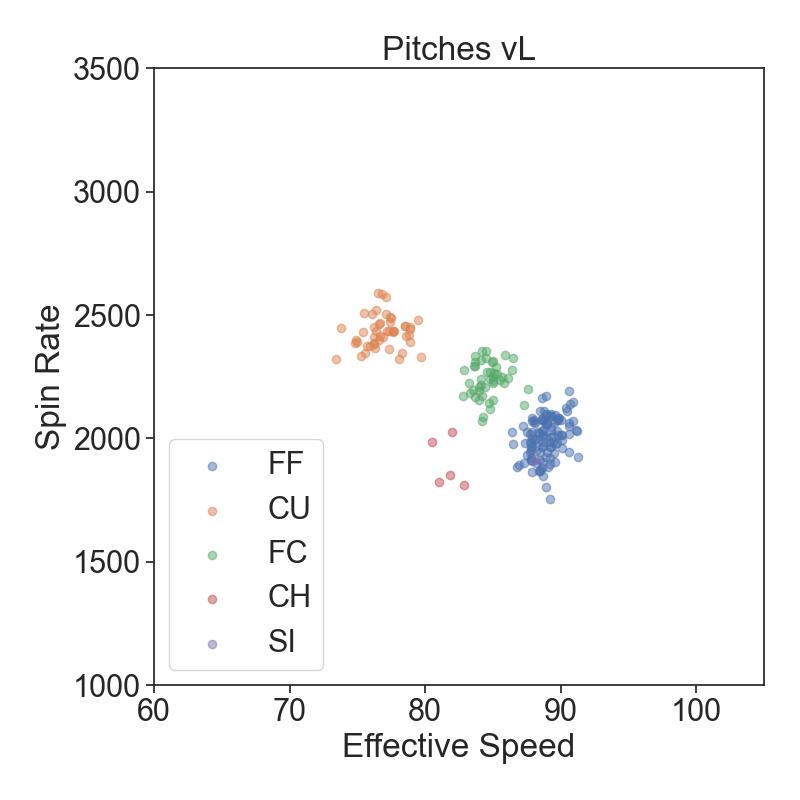 Pitches vL
3500
3000
2500
2000
1500
1000
Spin Rate
FF
CU
FC
CH
SI
60 70 80 90 100
Effective Speed